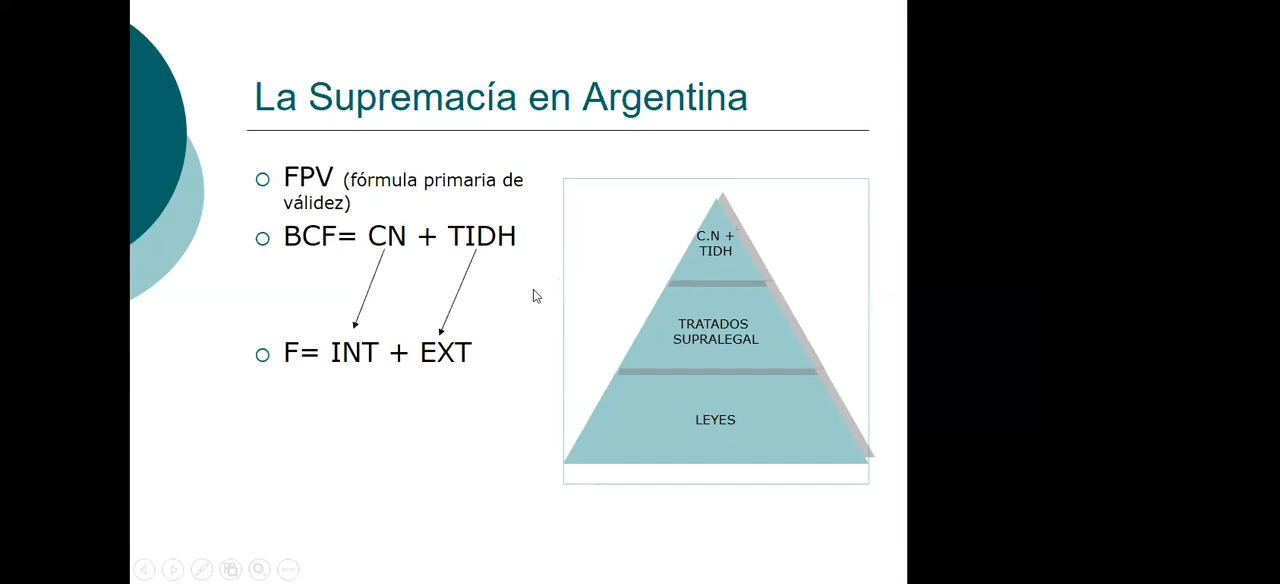 La Supremacía en Argentina
FPV (fórmula primaria de
válidez)
BCF= CN + TIDH
F= INT + EXT
C.N +
TIDH
TRATADOS
SUPRALEGAL
LEYES